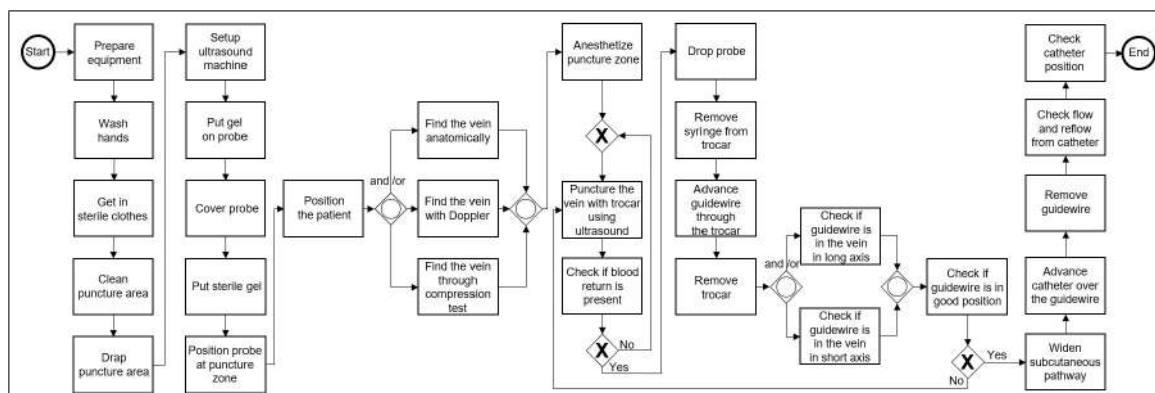 Start
Prepare
equipment
Wash
hands
Get in
sterile clothes
Clean
puncture area
Drap
puncture area
Setup
ultrasound
machine
Put gel
on probe
Cover probe
Put sterile gel
Position probe
at puncture
zone
Position
the patient
and /or
Find the vein
anatomically
Find the vein
with Doppler
Find the vein
through
compression
test
Anesthetize
puncture zone
X
Puncture the
vein with trocar
using
ultrasound
Check if blood
return is
present
X
No
Yes
Drop probe
Remove
syringe from
trocar
Advance
guidewire
through
the trocar
Remove
trocar
and /or
Check if
guidewire is
in the vein
in long axis
Check if
guidewire is
in the vein
in short axis
Check if
guidewire is in
good position
X
Yes
No
Widen
subcutaneous
pathway
Advance
catheter over
the guidewire
Remove
guidewire
Check flow
and reflow
from catheter
Check
catheter
position
End